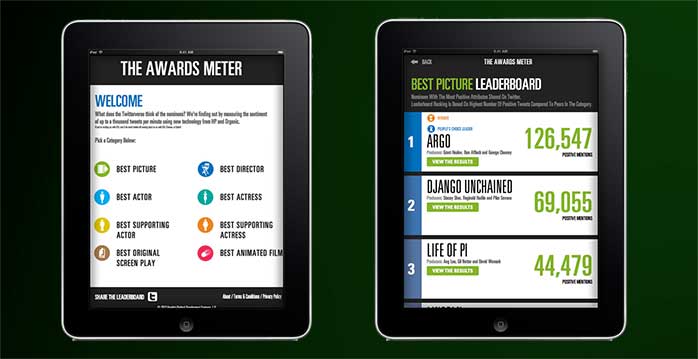 iPad
9:41 AM
THE AWARDS METER
WELCOME
What does the Twitterverse think of the nominees? We're finding out by measuring the sentiment
of up to a thousand tweets per minute using new technology from HP and Organic.
Pick a Category Below:
BEST PICTURE
BEST DIRECTOR
BEST ACTOR
BEST ACTRESS
BEST SUPPORTING
ACTOR
BEST SUPPORTING
ACTRESS
BEST ORIGINAL
SCREEN PLAY
BEST ANIMATED FILM
SHARE THE LEADERBOARD
About / Terms & Conditions / Privacy Policy
iPad
9:41 AM
BACK
THE AWARDS METER
BEST PICTURE LEADERBOARD
Nominees With The Most Positive Attributes Shared On Twitter.
Leaderboard Ranking Is Based On Highest Number Of Positive Tweets Compared To Peers In The Category.
PEOPLE'S CHOICE LEADER
1
ARGO
Producers: Grant Heslov, Ben Affleck and George Clooney
VIEW THE RESULTS
126,547
POSITIVE MENTIONS
2
DJANGO UNCHAINED
Producers: Stacey Sher, Reginald Hudlin and Pilar Savone
VIEW THE RESULTS
69,055
POSITIVE MENTIONS
3
LIFE OF PI
Producers: Ang Lee, Gil Netter and David Womark
VIEW THE RESULTS
44,479
POSITIVE MENTIONS